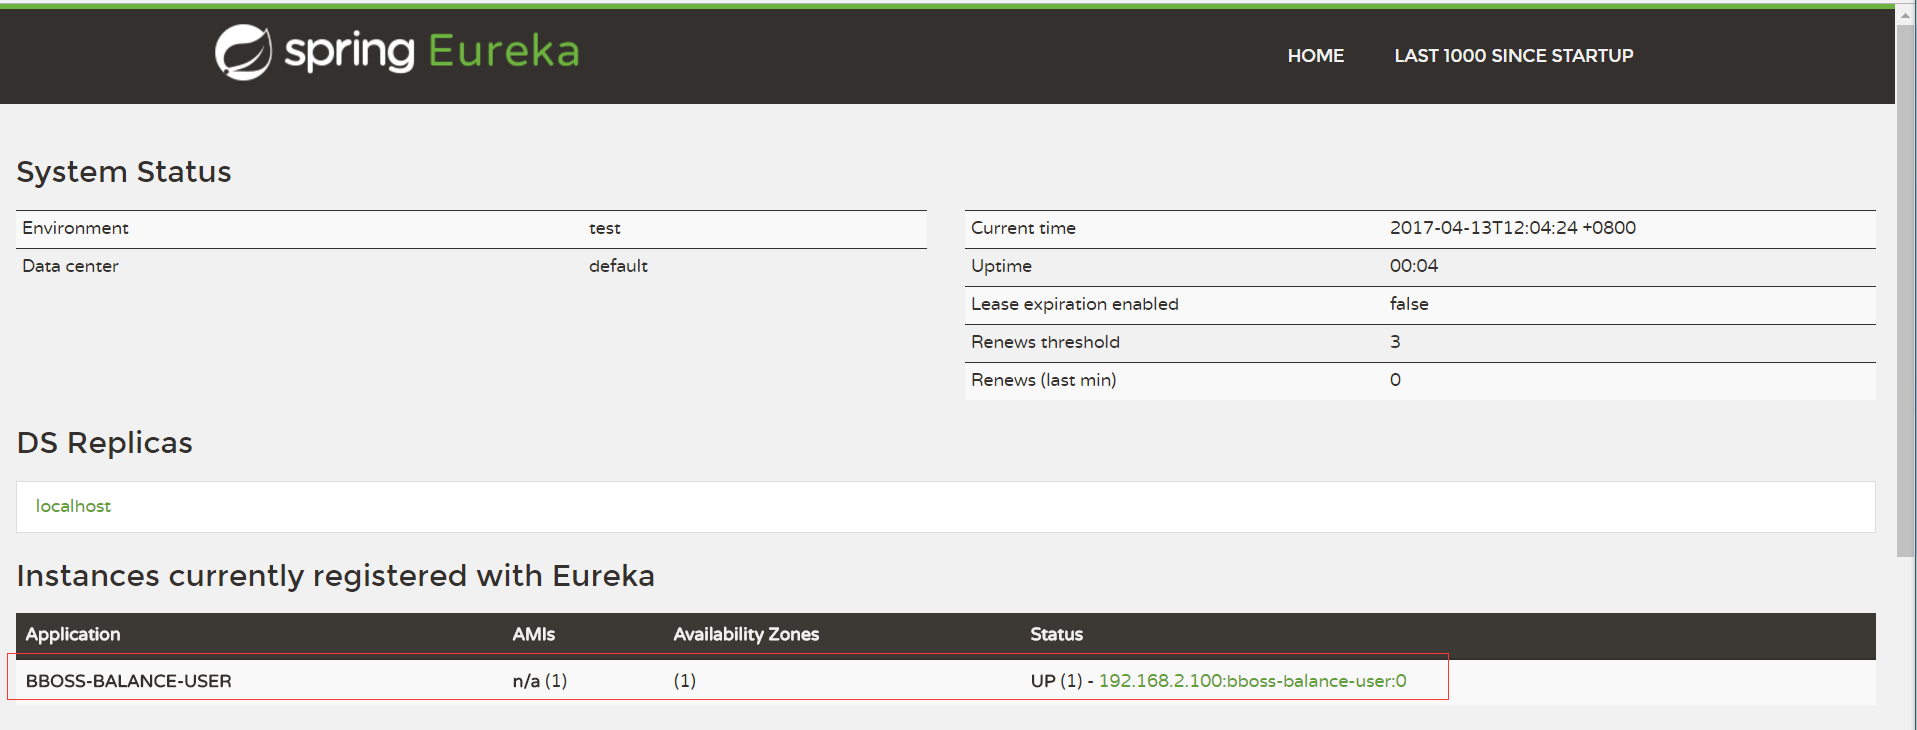 spring Eureka
HOME LAST 1000 SINCE STARTUP
System Status
Environment test
Data center default
Current time 2017-04-13T12:04:24 +0800
Uptime 00:04
Lease expiration enabled false
Renews threshold 3
Renews (last min) 0
DS Replicas
localhost
Instances currently registered with Eureka
Application AMIs Availability Zones Status
BBOSS-BALANCE-USER n/a (1) (1) UP (1) - 192.168.2.100:bboss-balance-user:0